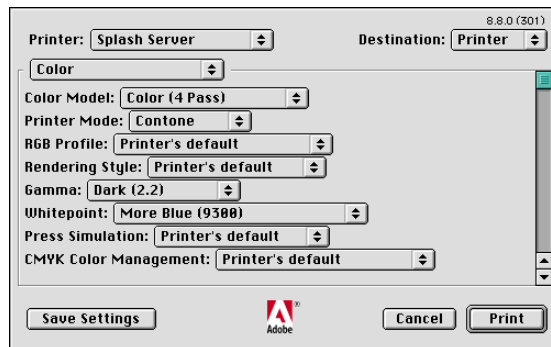 8.8.0 (301)
Printer: Splash Server Destination: Printer
Color
Color Model: Color (4 Pass)
Printer Mode: Contone
RGB Profile: Printer's default
Rendering Style: Printer's default
Gamma: Dark (2.2)
Whitepoint: More Blue (9300)
Press Simulation: Printer's default
CMYK Color Management: Printer's default
Save Settings Adobe ® Cancel Print